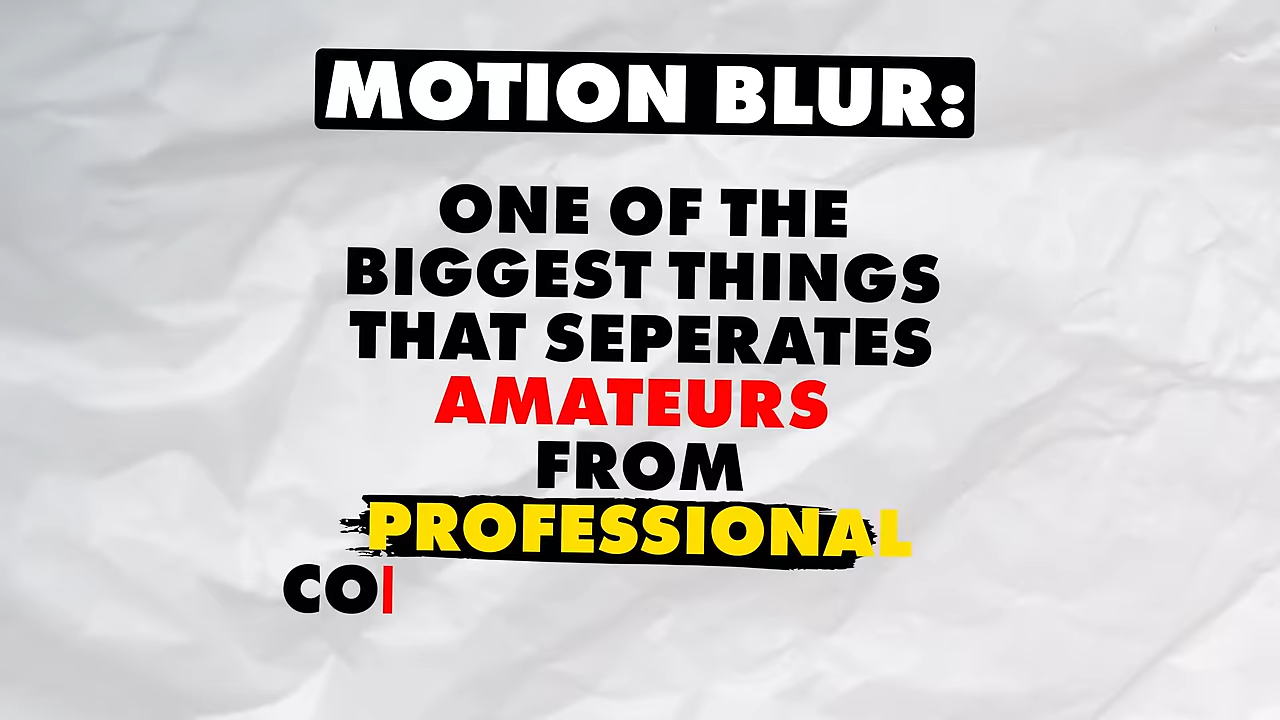 MOTION BLUR:
ONE OF THE
BIGGEST THINGS
THAT SEPERATES
AMATEURS
FROM
PROFESSIONAL
CO